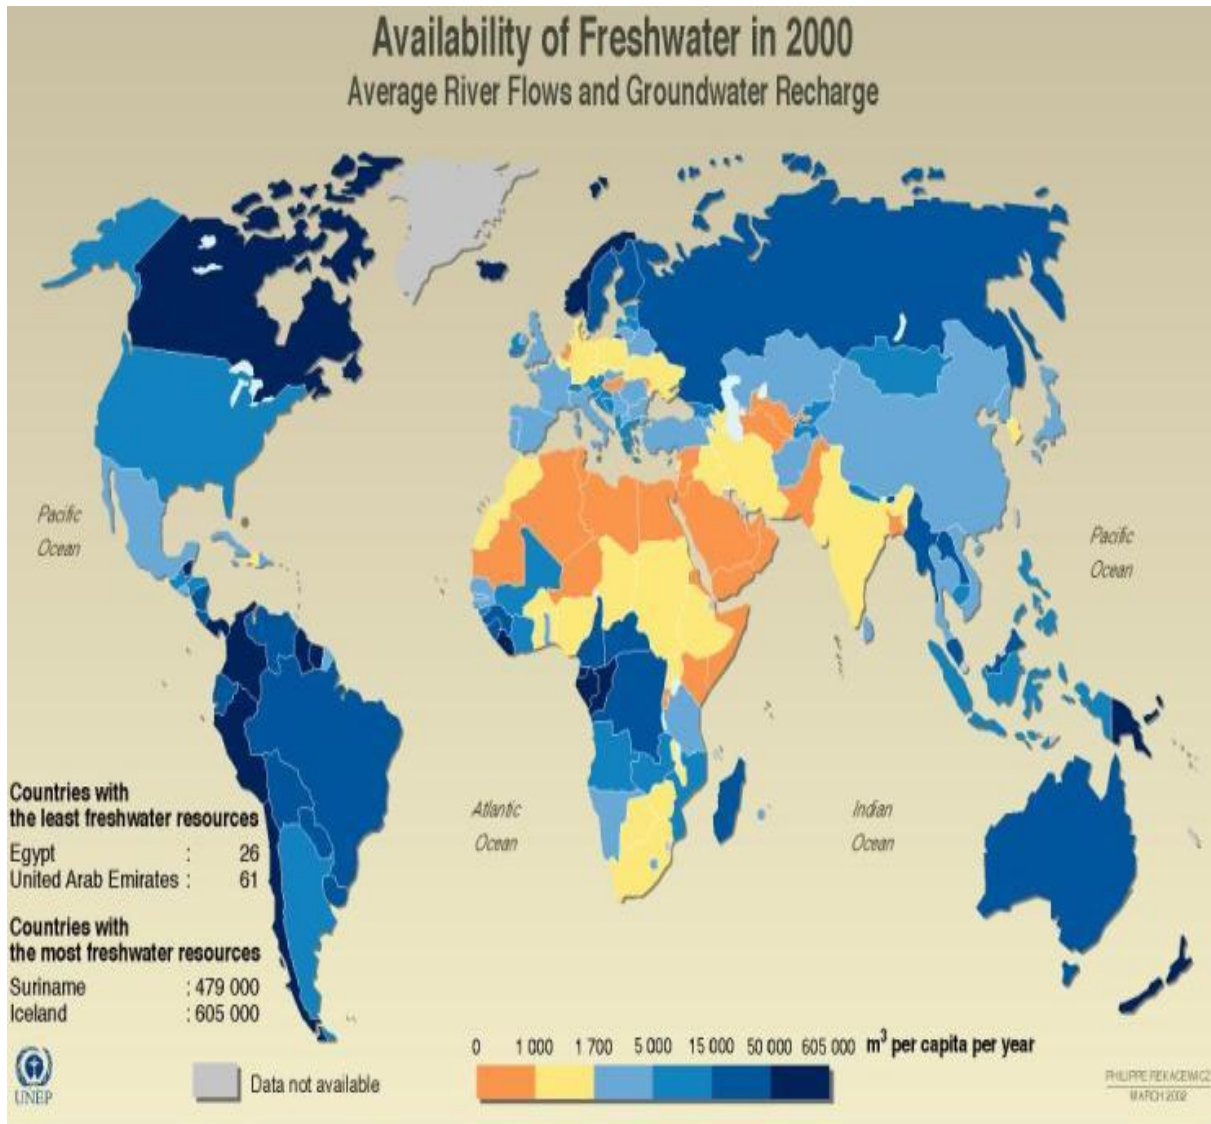 Availability of Freshwater in 2000
Average River Flows and Groundwater Recharge
Pacific
Ocean
Pacific
Ocean
Atlantic
Ocean
Indian
Ocean
Countries with
the least freshwater resources
Egypt : 26
United Arab Emirates : 61
Countries with
the most freshwater resources
Suriname : 479 000
Iceland : 605 000
0 1 000 1 700 5 000 15 000 50 000 605 000 m³ per capita per year
Data not available
UNEP
PHILIPPE REKACEWICZ
MARCH 2002